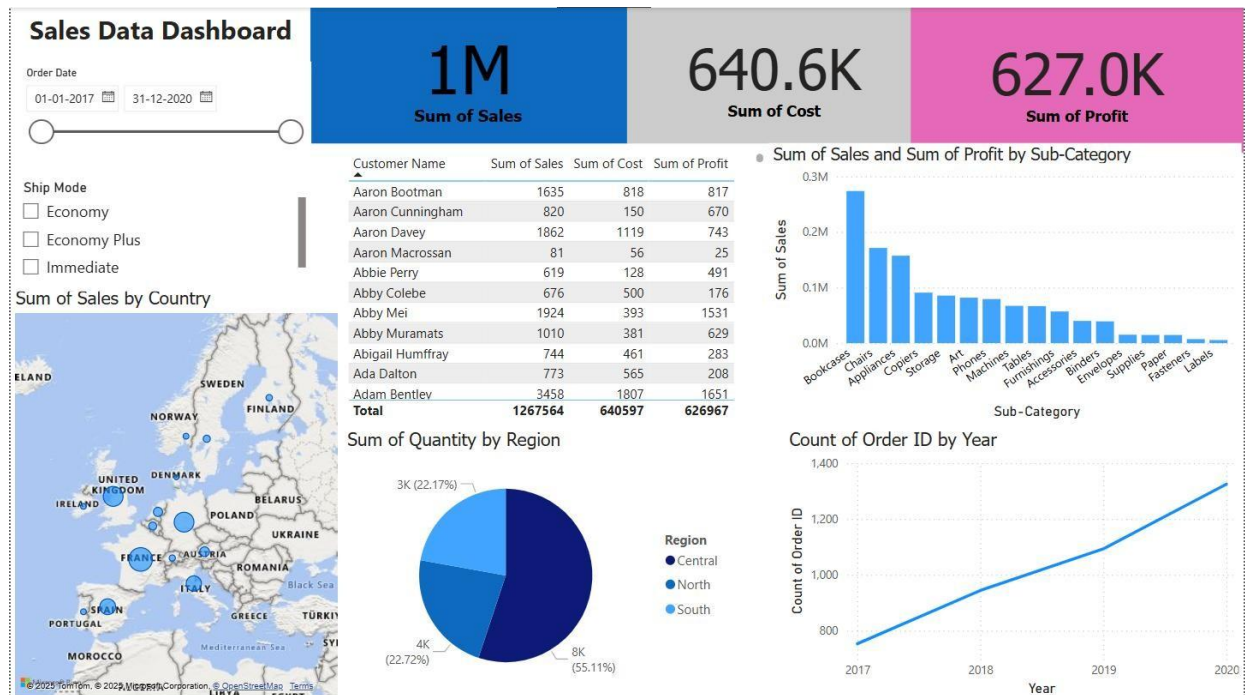 Sales Data Dashboard
Order Date
01-01-2017 31-12-2020
Ship Mode
Economy
Economy Plus
Immediate
1M
Sum of Sales
640.6K
Sum of Cost
627.0K
Sum of Profit
Customer Name Sum of Sales Sum of Cost Sum of Profit
Aaron Bootman 1635 818 817
Aaron Cunningham 820 150 670
Aaron Davey 1862 1119 743
Aaron Macrossan 81 56 25
Abbie Perry 619 128 491
Abby Colebe 676 500 176
Abby Mei 1924 393 1531
Abby Muramats 1010 381 629
Abigail Humffray 744 461 283
Ada Dalton 773 565 208
Adam Bentley 3458 1807 1651
Total 1267564 640597 626967
Sum of Sales and Sum of Profit by Sub-Category
Sum of Sales
0.3M
0.2M
0.1M
0.0M
Bookcases
Chairs
Appliances
Copiers
Storage
Art
Phones
Machines
Tables
Furnishings
Accessories
Binders
Envelopes
Supplies
Paper
Fasteners
Labels
Sub-Category
Sum of Sales by Country
ELAND
SWEDEN
FINLAND
NORWAY
UNITED
KINGDOM
DENMARK
IRELAND
BELARUS
POLAND
UKRAINE
FRANCE
AUSTRIA
ROMANIA
ITALY
Black Sea
SPAIN
PORTUGAL
GREECE
TÜRKIY
Mediterranean Sea
SY
MOROCCO
ALGERIA
LIBYA
EGYPT
© 2025 TomTom, © 2025 Microsoft Corporation, © OpenStreetMap Terms
Sum of Quantity by Region
3K (22.17%)
4K
(22.72%)
8K
(55.11%)
Region
Central
North
South
Count of Order ID by Year
Count of Order ID
1,400
1,200
1,000
800
2017 2018 2019 2020
Year